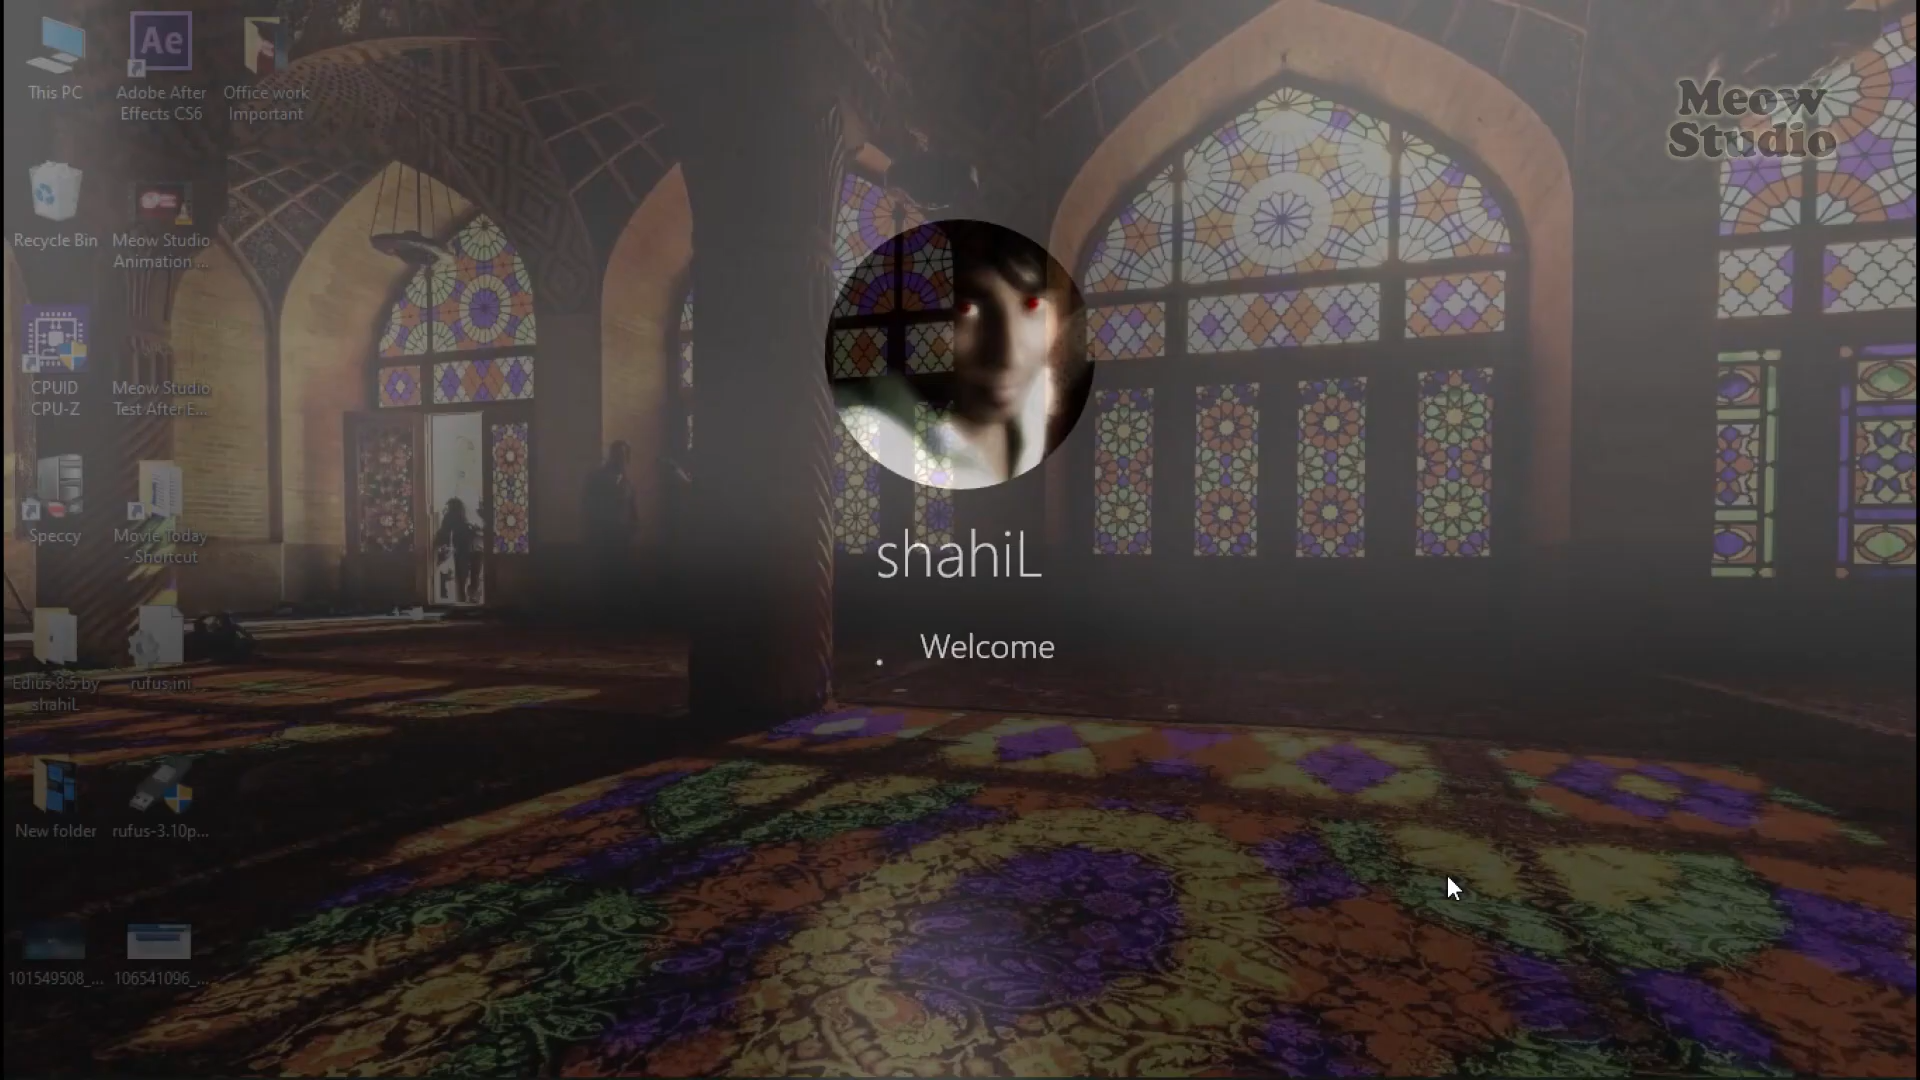 This PC
Adobe After
Effects CS6
Office work
Important
Meow
Studio
Recycle Bin
Meow Studio
Animation ...
CPUID
CPU-Z
Meow Studio
Test After E...
shahiL
Welcome
Speccy
Movie Today
- Shortcut
Edius 8.5 by
shahiL
rufus.ini
New folder
rufus-3.10p...
101549508_...
106541096_...
Ae